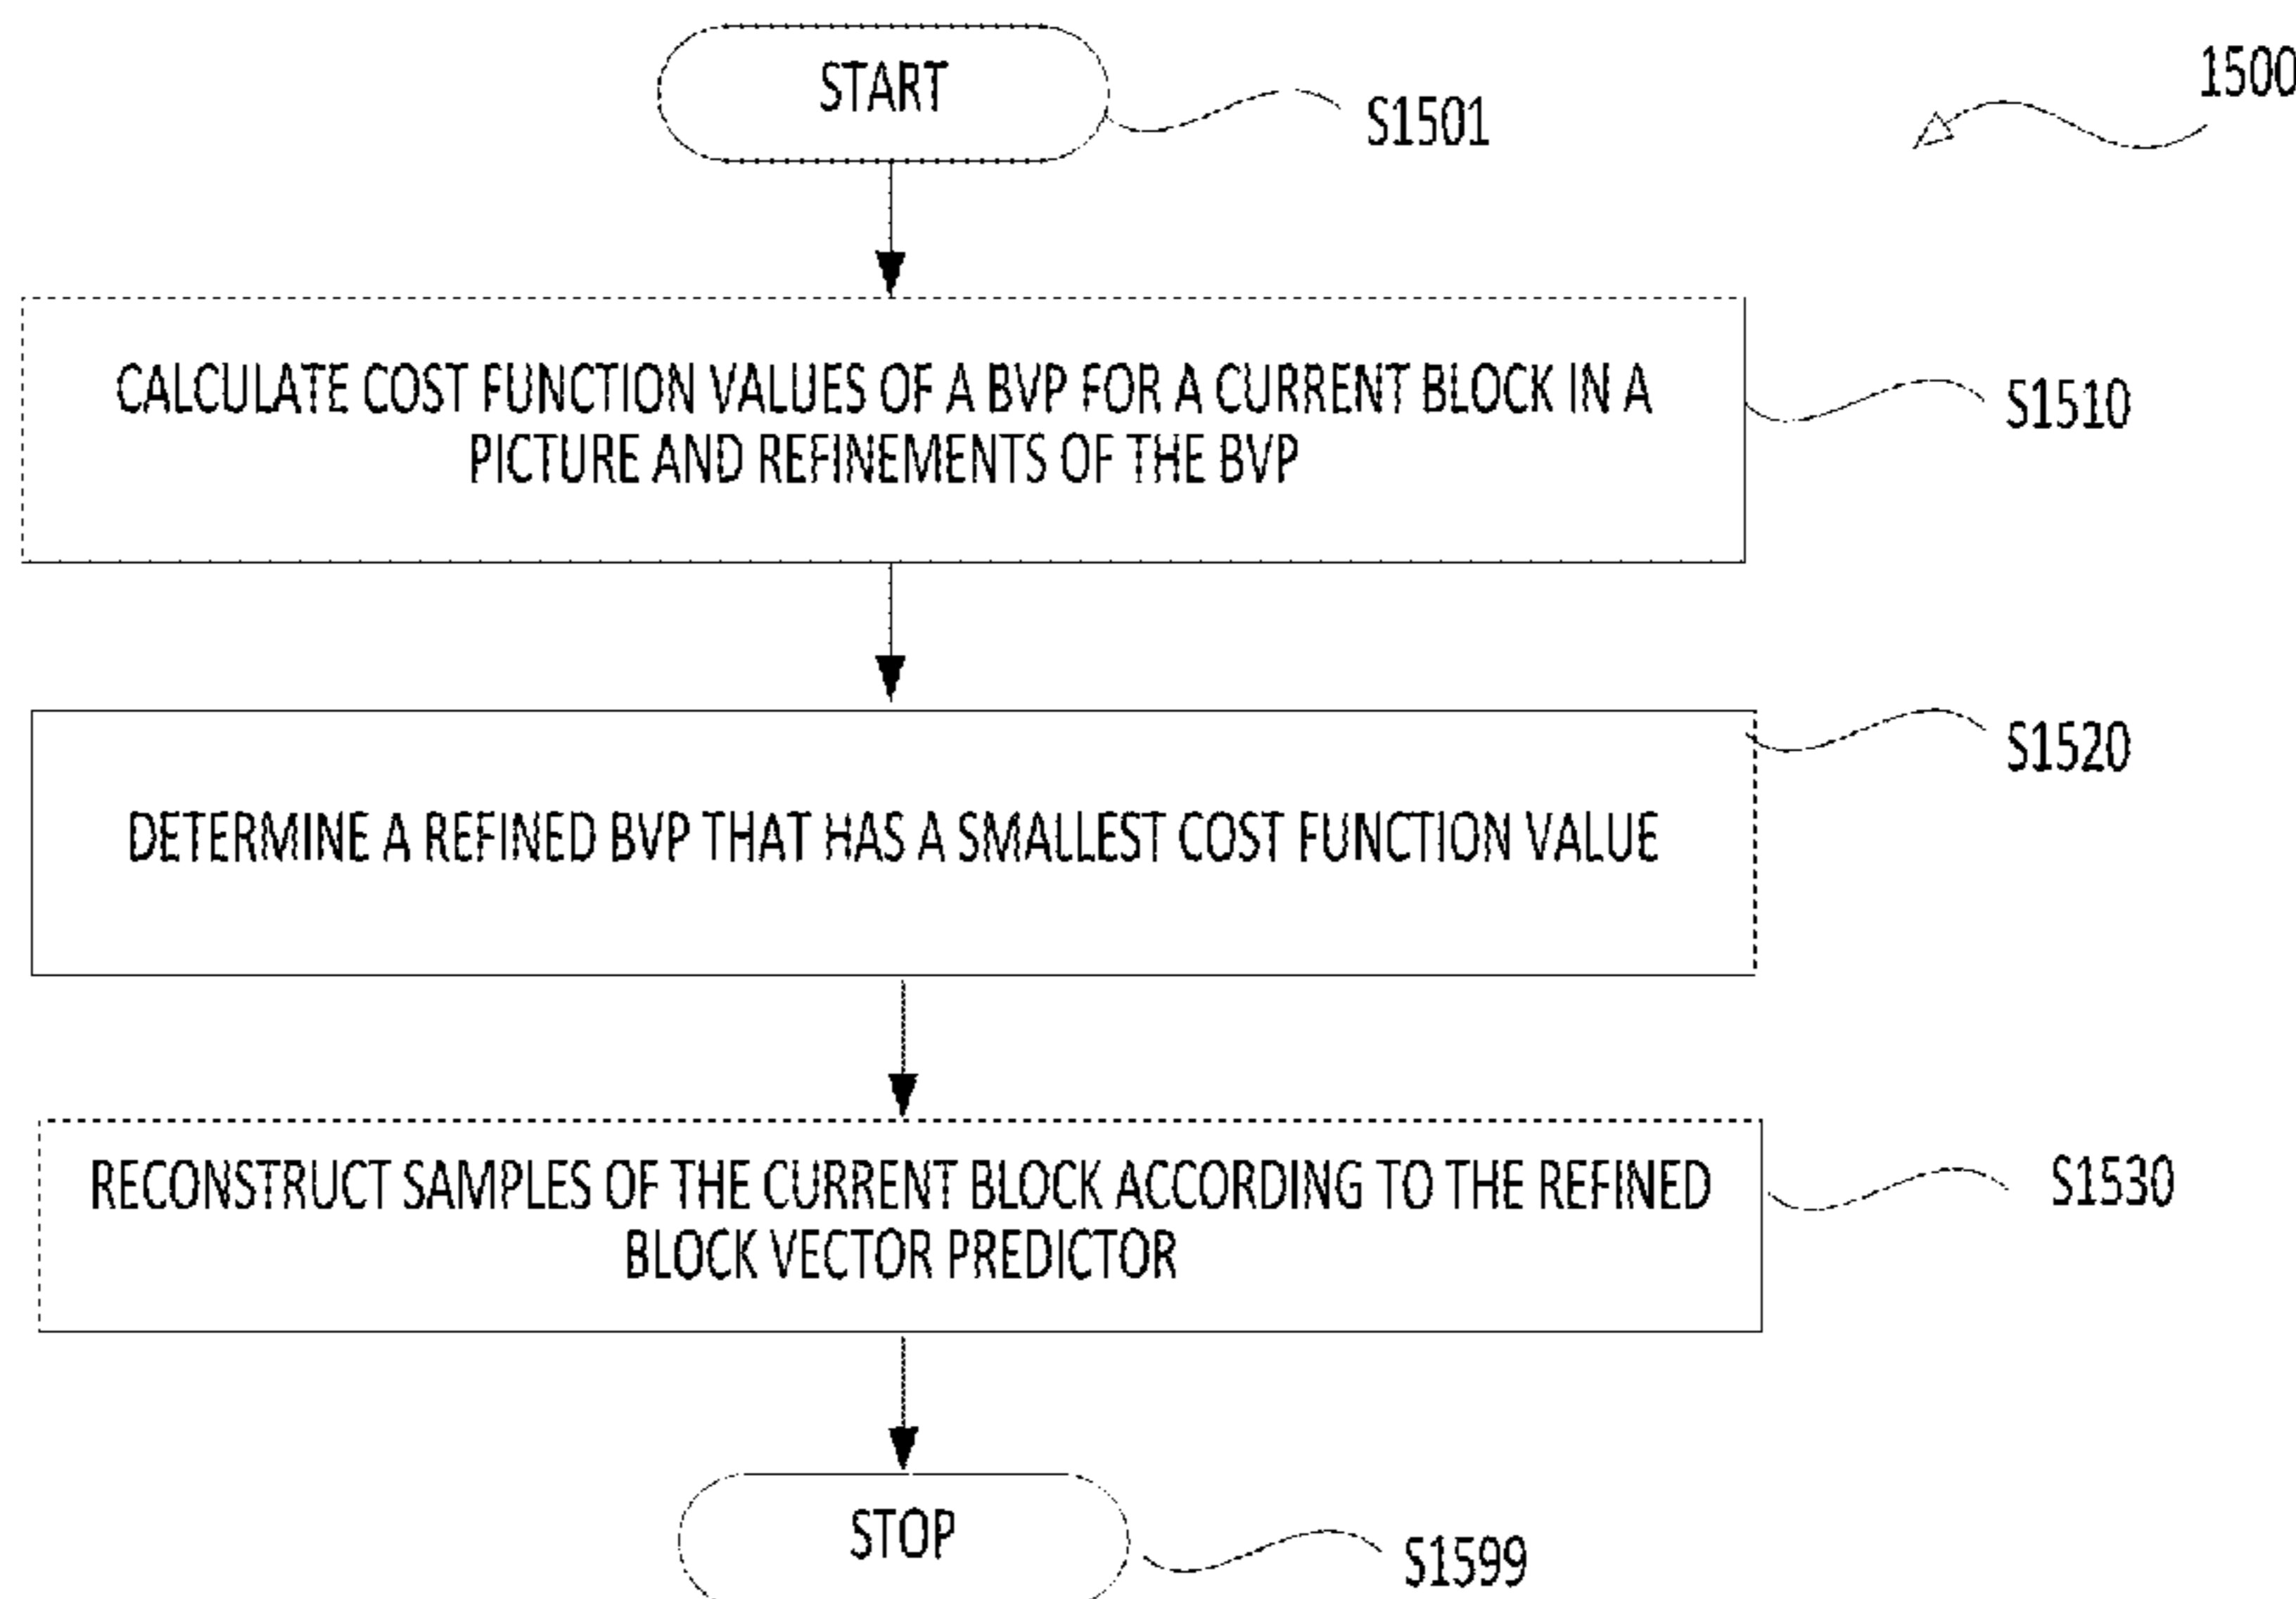 START
S1501
1500
CALCULATE COST FUNCTION VALUES OF A BVP FOR A CURRENT BLOCK IN A
PICTURE AND REFINEMENTS OF THE BVP
S1510
S1520
DETERMINE A REFINED BVP THAT HAS A SMALLEST COST FUNCTION VALUE
RECONSTRUCT SAMPLES OF THE CURRENT BLOCK ACCORDING TO THE REFINED
BLOCK VECTOR PREDICTOR
S1530
STOP
S1599